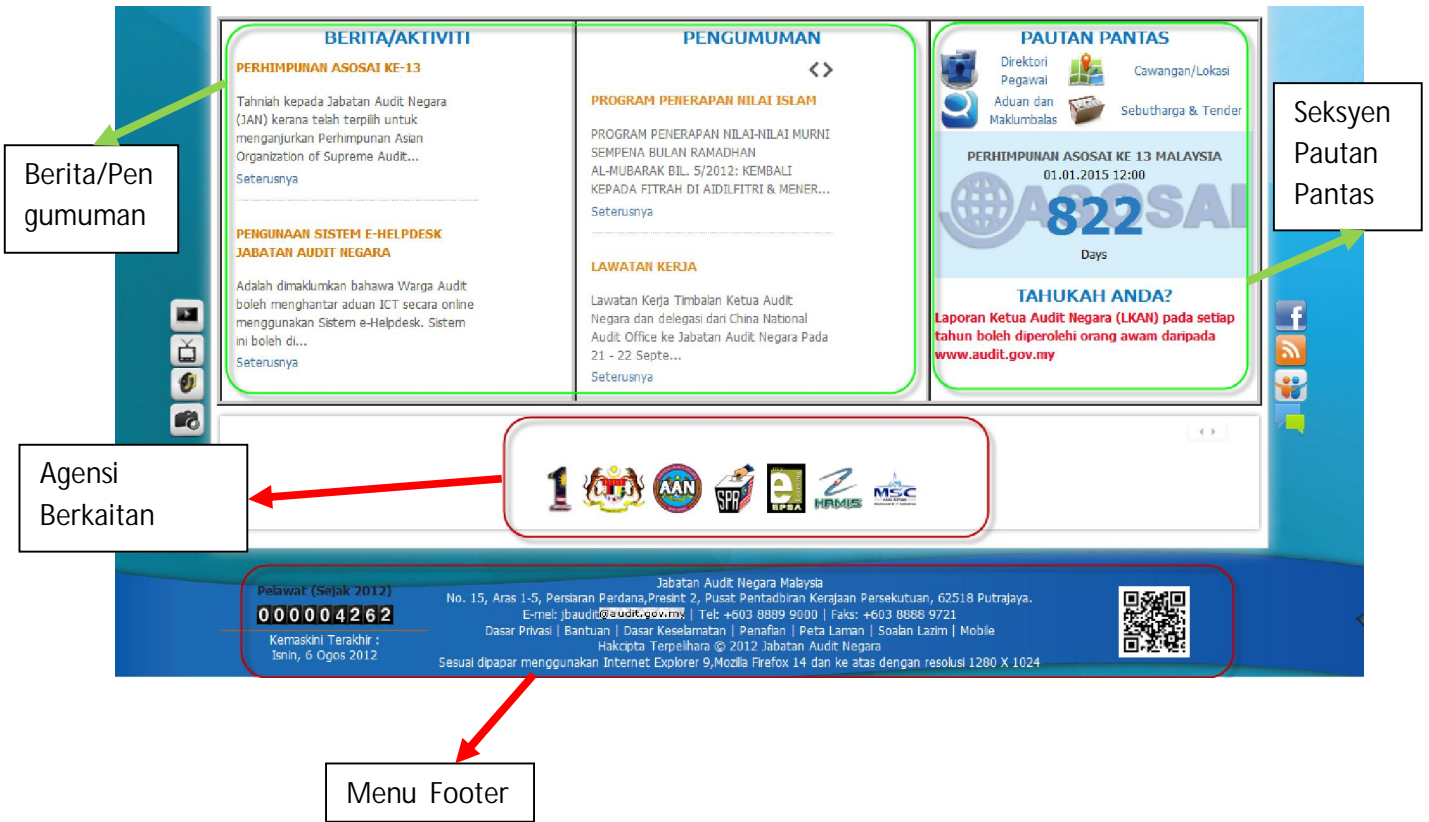 BERITA/AKTIVITI
PERHIMPUNAN ASOSAI KE-13
Tahniah kepada Jabatan Audit Negara
(JAN) kerana telah terpilih untuk
menganjurkan Perhimpunan Asian
Organization of Supreme Audit...
Seterusnya
PENGUNAAN SISTEM E-HELPDESK
JABATAN AUDIT NEGARA
Adalah dimaklumkan bahawa Warga Audit
boleh menghantar aduan ICT secara online
menggunakan Sistem e-Helpdesk. Sistem
ini boleh di...
Seterusnya
PENGUMUMAN
PROGRAM PENERAPAN NILAI ISLAM
PROGRAM PENERAPAN NILAI-NILAI MURNI
SEMPENA BULAN RAMADHAN
AL-MUBARAK BIL. 5/2012: KEMBALI
KEPADA FITRAH DI AIDILFITRI & MENER...
Seterusnya
LAWATAN KERJA
Lawatan Kerja Timbalan Ketua Audit
Negara dan delegasi dari China National
Audit Office ke Jabatan Audit Negara Pada
21 - 22 Septe...
Seterusnya
PAUTAN PANTAS
Direktori
Pegawai
Cawangan/Lokasi
Aduan dan
Maklumbalas
Sebutharga & Tender
PERHIMPUNAN ASOSAI KE 13 MALAYSIA
01.01.2015 12:00
ASOSAI
822
Days
TAHUKAH ANDA?
Laporan Ketua Audit Negara (LKAN) pada setiap
tahun boleh diperolehi orang awam daripada
www.audit.gov.my
Berita/Pen
gumuman
Seksyen
Pautan
Pantas
Agensi
Berkaitan
1
AAN
SPR
e
EPSA
HRMIS
MSC
Pelawat (Sejak 2012)
000004262
Kemaskini Terakhir :
Isnin, 6 Ogos 2012
Jabatan Audit Negara Malaysia
No. 15, Aras 1-5, Persiaran Perdana,Presint 2, Pusat Pentadbiran Kerajaan Persekutuan, 62518 Putrajaya.
E-mel: jbaudit@audit.gov.my | Tel: +603 8889 9000 | Faks: +603 8888 9721
Dasar Privasi | Bantuan | Dasar Keselamatan | Penafian | Peta Laman | Soalan Lazim | Mobile
Hakcipta Terpelihara © 2012 Jabatan Audit Negara
Sesuai dipapar menggunakan Internet Explorer 9,Mozilla Firefox 14 dan ke atas dengan resolusi 1280 X 1024
Menu Footer